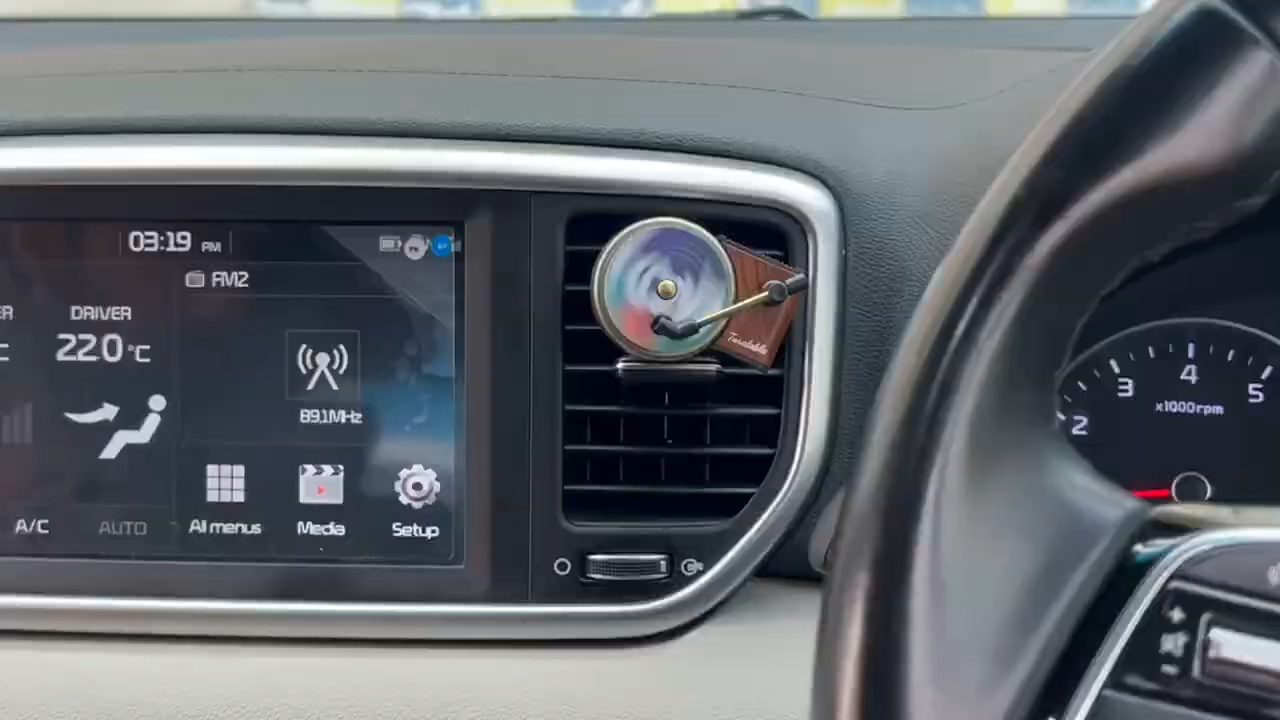 03:19 PM
FM2
DRIVER
22.0 °C
89.1MHz
A/C
AUTO
All menus
Media
Setup
Turntable
2
3
4
5
x1000rpm